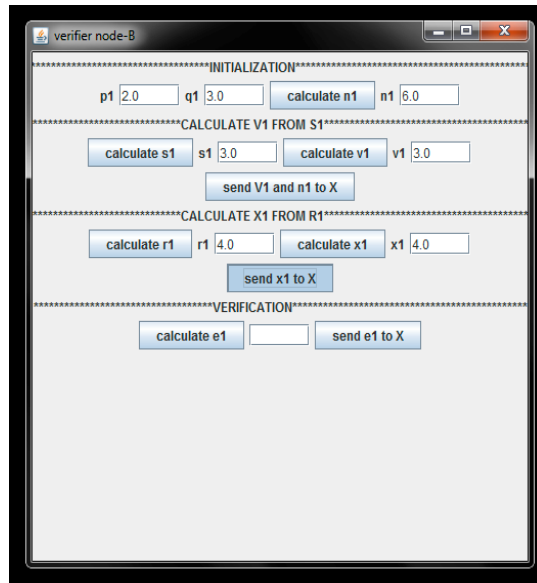 verifier node-B
***********************************INITIALIZATION**********************************************
p1 2.0 q1 3.0 calculate n1 n1 6.0
*****************************CALCULATE V1 FROM S1****************************************
calculate s1 s1 3.0 calculate v1 v1 3.0
send V1 and n1 to X
*****************************CALCULATE X1 FROM R1****************************************
calculate r1 r1 4.0 calculate x1 x1 4.0
send x1 to X
***********************************VERIFICATION**********************************************
calculate e1 send e1 to X